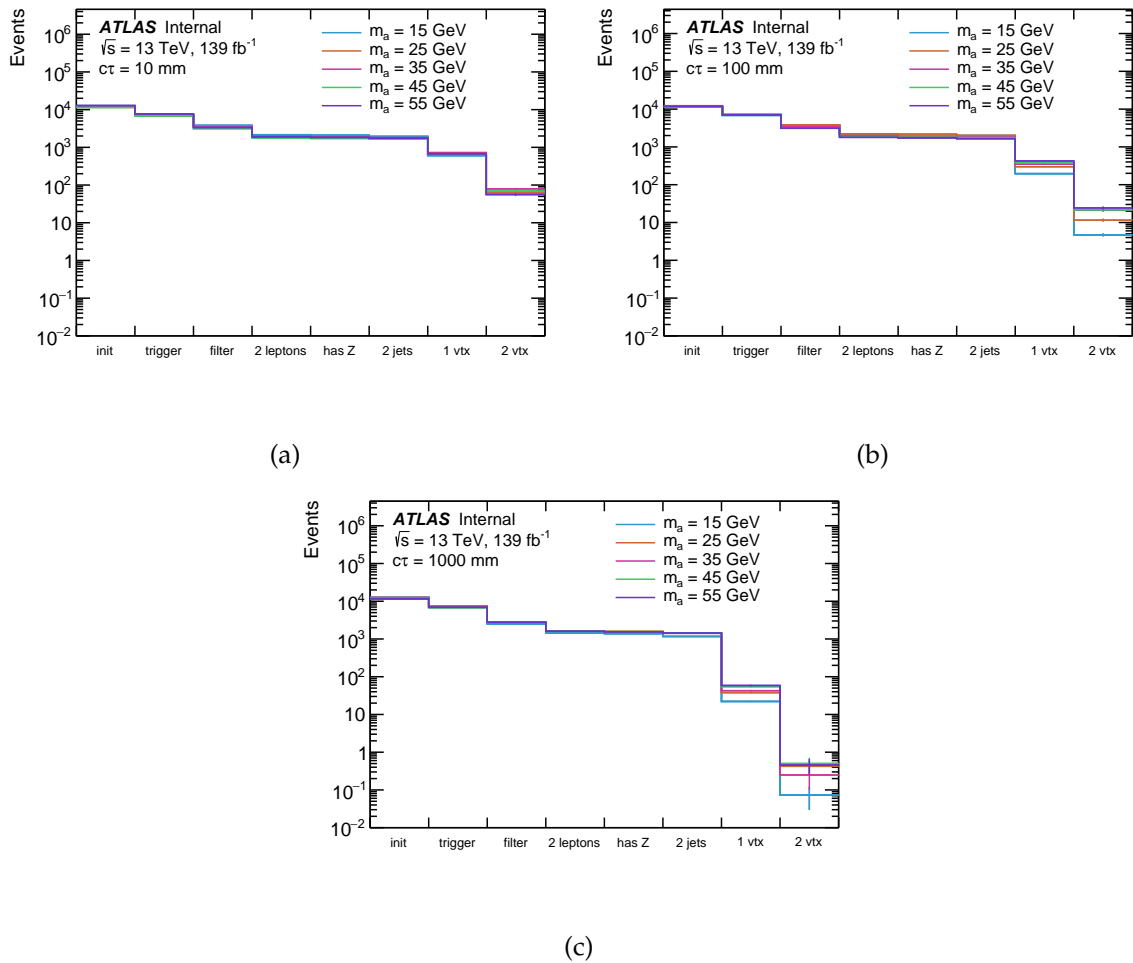 Events
10⁶
10⁵
10⁴
10³
10²
10
1
10⁻¹
10⁻²
ATLAS Internal
√s = 13 TeV, 139 fb⁻¹
cτ = 10 mm
mₐ = 15 GeV
mₐ = 25 GeV
mₐ = 35 GeV
mₐ = 45 GeV
mₐ = 55 GeV
init trigger filter 2 leptons has Z 2 jets 1 vtx 2 vtx
(a)
Events
10⁶
10⁵
10⁴
10³
10²
10
1
10⁻¹
10⁻²
ATLAS Internal
√s = 13 TeV, 139 fb⁻¹
cτ = 100 mm
mₐ = 15 GeV
mₐ = 25 GeV
mₐ = 35 GeV
mₐ = 45 GeV
mₐ = 55 GeV
init trigger filter 2 leptons has Z 2 jets 1 vtx 2 vtx
(b)
Events
10⁶
10⁵
10⁴
10³
10²
10
1
10⁻¹
10⁻²
ATLAS Internal
√s = 13 TeV, 139 fb⁻¹
cτ = 1000 mm
mₐ = 15 GeV
mₐ = 25 GeV
mₐ = 35 GeV
mₐ = 45 GeV
mₐ = 55 GeV
init trigger filter 2 leptons has Z 2 jets 1 vtx 2 vtx
(c)